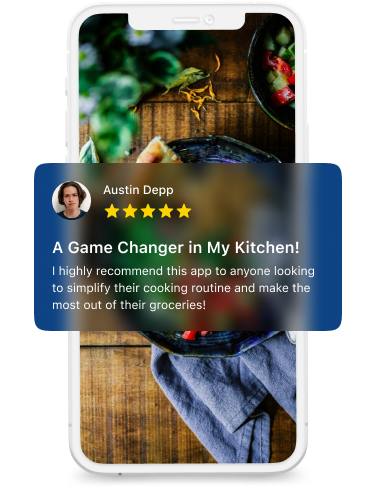 Austin Depp
A Game Changer in My Kitchen!
I highly recommend this app to anyone looking
to simplify their cooking routine and make the
most out of their groceries!